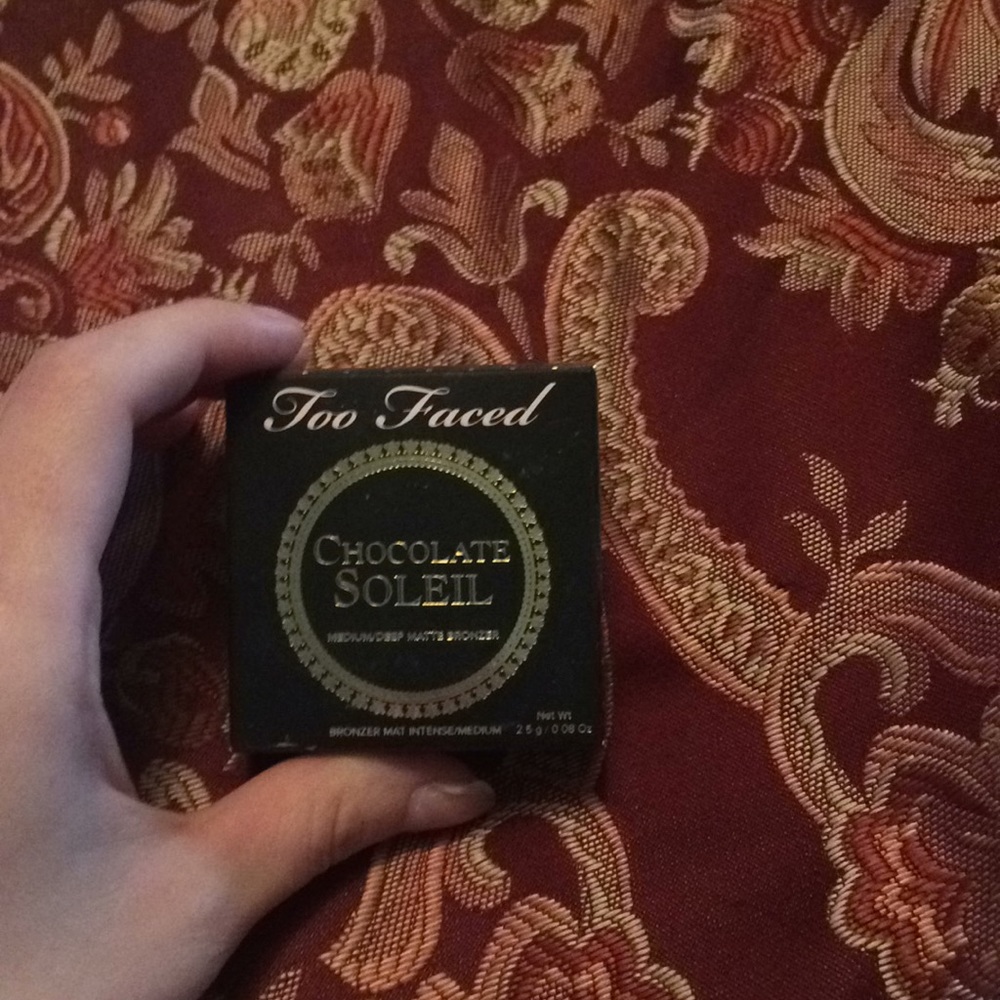 Too Faced
CHOCOLATE
SOLEIL
MEDIUM/DEEP MATTE BRONZER
Net Wt
BRONZER MAT INTENSE/MEDIUM 2.5 g / 0.08 Oz